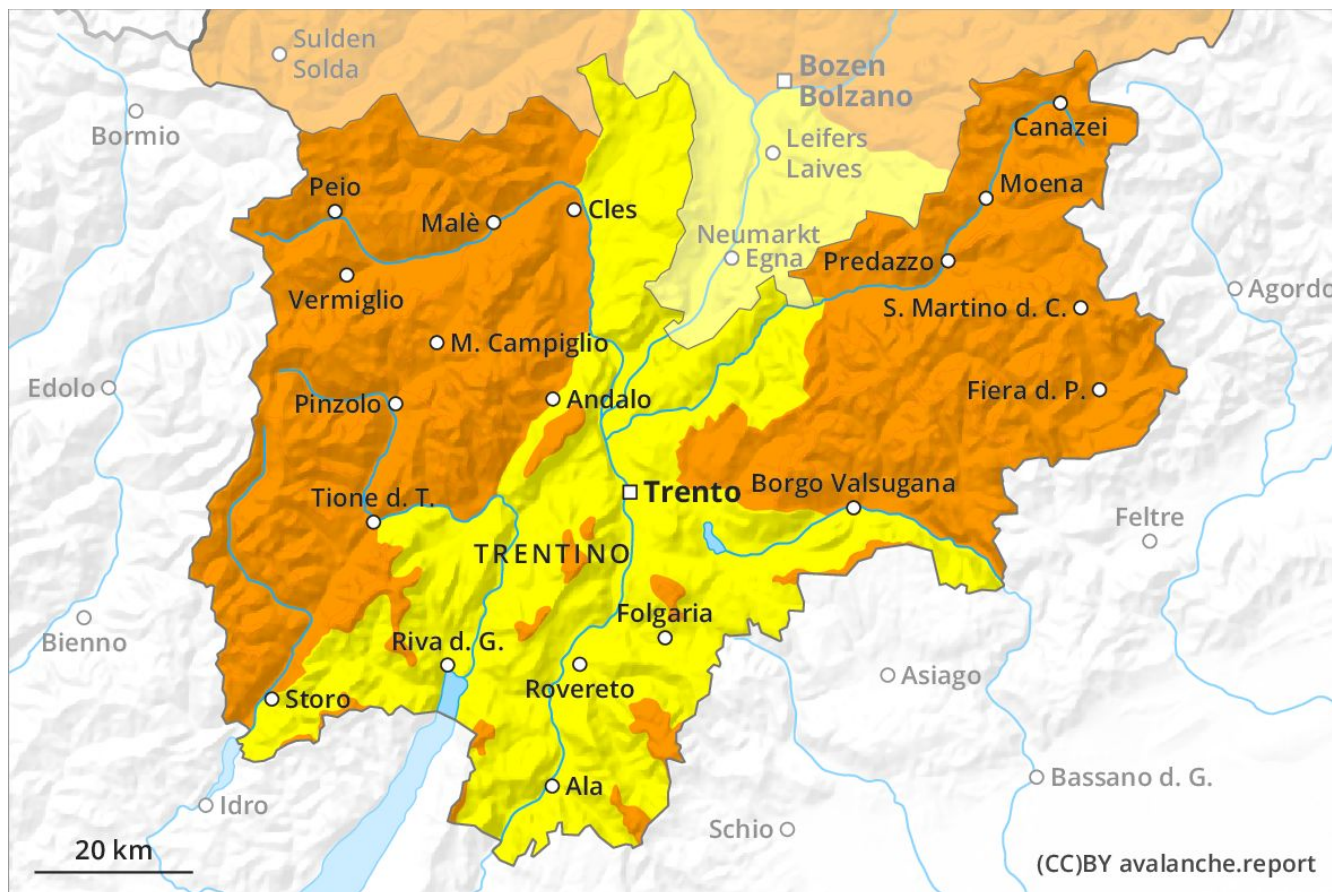 Sulden
Solda
Bozen
Bolzano
Bormio
Canazei
Leifers
Laives
Peio
Moena
Malè
Cles
Neumarkt
Egna
Predazzo
Vermiglio
Agordo
S. Martino d. C.
M. Campiglio
Edolo
Fiera d. P.
Pinzolo
Andalo
Trento
Borgo Valsugana
Tione d. T.
Feltre
TRENTINO
Folgaria
Bienno
Riva d. G.
Asiago
Rovereto
Storo
Bassano d. G.
Ala
Idro
Schio
20 km
(CC)BY avalanche.report